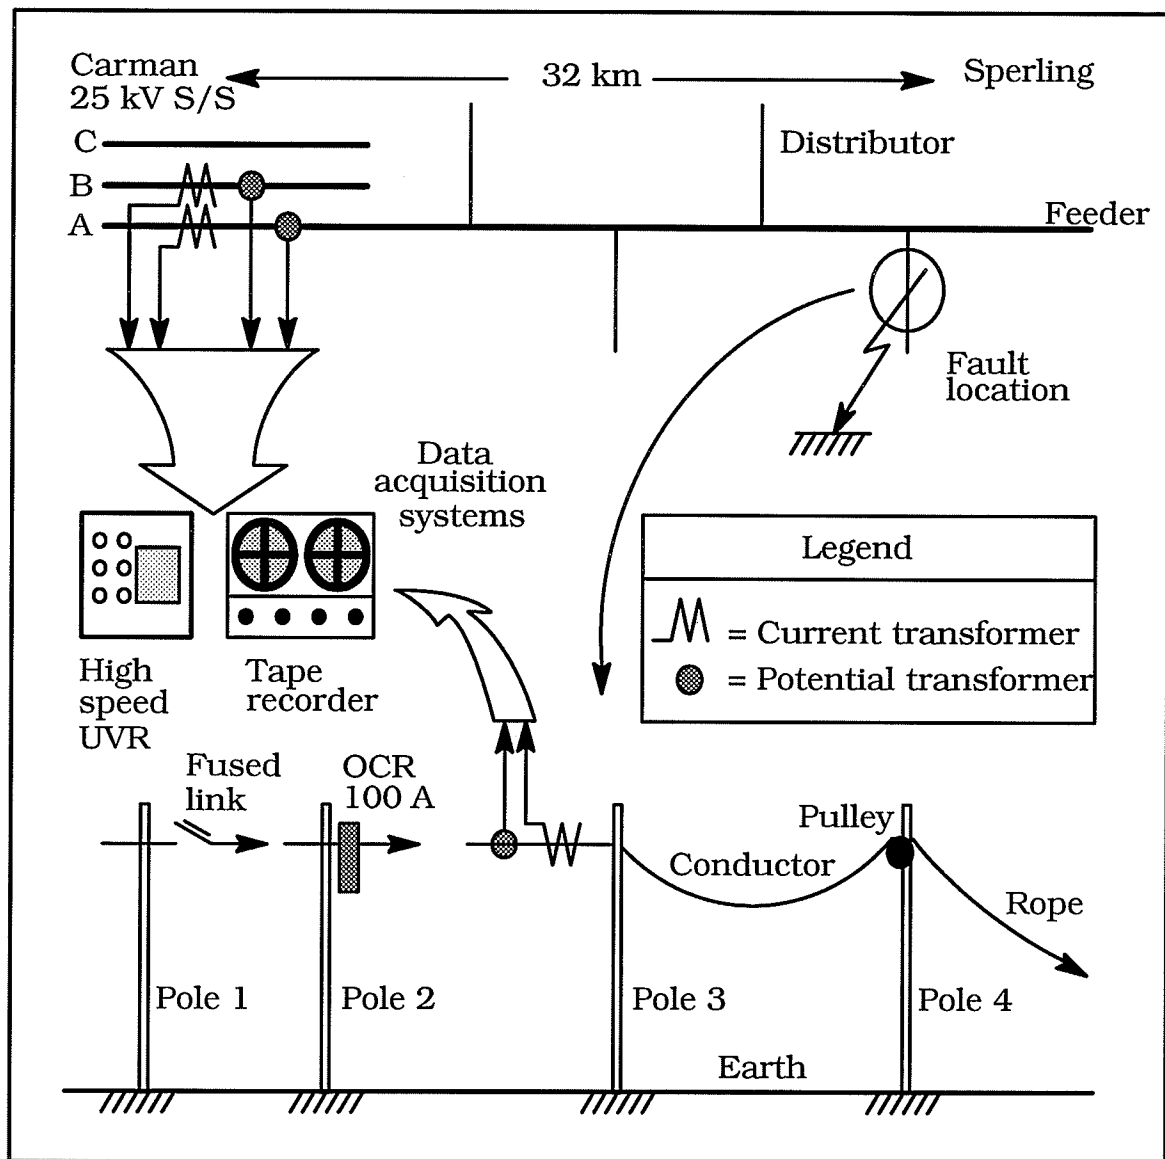 Carman
25 kV S/S
32 km
Sperling
C
B
A
Distributor
Feeder
Fault
location
Data
acquisition
systems
Legend
= Current transformer
= Potential transformer
High
speed
UVR
Tape
recorder
Fused
link
OCR
100 A
Pulley
Conductor
Rope
Pole 1
Pole 2
Pole 3
Pole 4
Earth